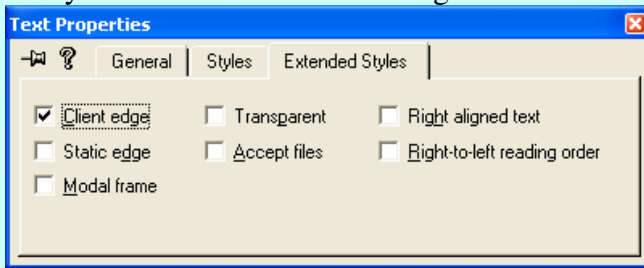 Text Properties
General Styles Extended Styles
Client edge Transparent Right aligned text
Static edge Accept files Right-to-left reading order
Modal frame